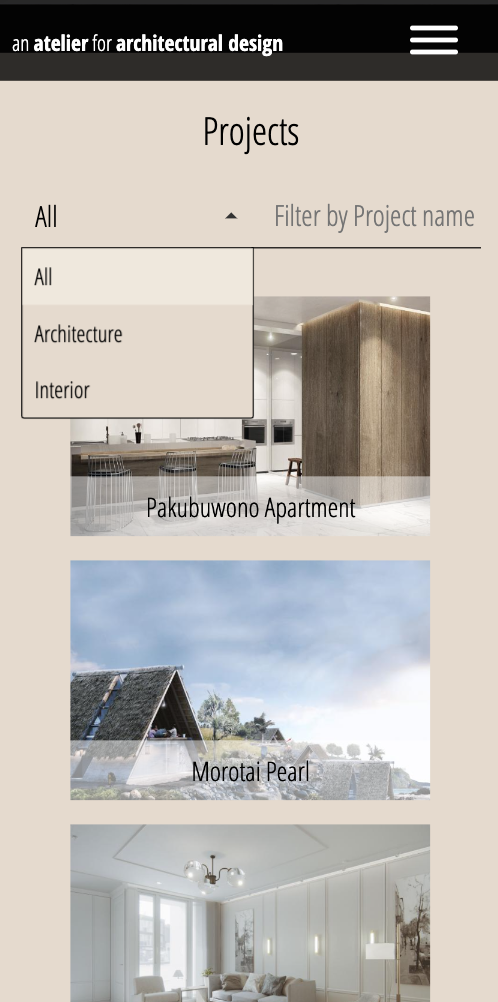 an atelier for architectural design
Projects
All
Filter by Project name
All
Architecture
Interior
Pakubuwono Apartment
Morotai Pearl